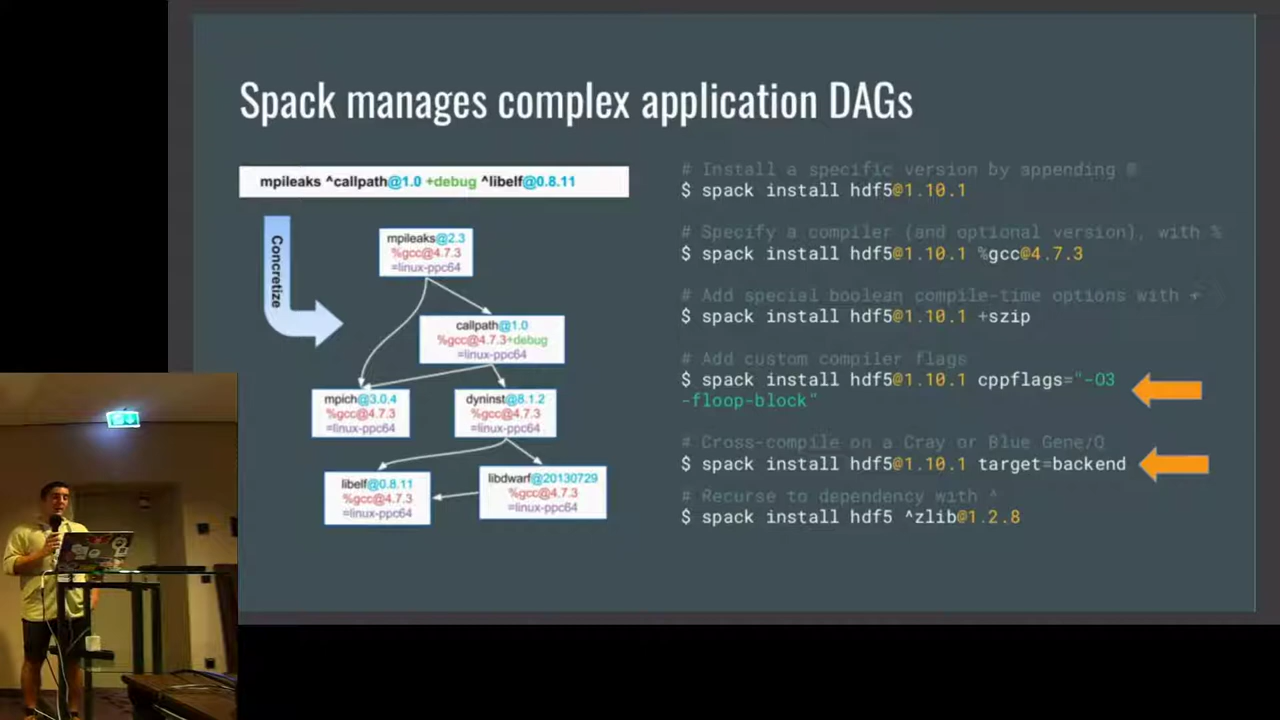 Spack manages complex application DAGs
mpileaks ^callpath@1.0 +debug ^libelf@0.8.11
Concretize
mpileaks@2.3
%gcc@4.7.3
=linux-ppc64
callpath@1.0
%gcc@4.7.3+debug
=linux-ppc64
mpich@3.0.4
%gcc@4.7.3
=linux-ppc64
dyninst@8.1.2
%gcc@4.7.3
=linux-ppc64
libelf@0.8.11
%gcc@4.7.3
=linux-ppc64
libdwarf@20130729
%gcc@4.7.3
=linux-ppc64
# Install a specific version by appending @
$ spack install hdf5@1.10.1
# Specify a compiler (and optional version), with %
$ spack install hdf5@1.10.1 %gcc@4.7.3
# Add special boolean compile-time options with +
$ spack install hdf5@1.10.1 +szip
# Add custom compiler flags
$ spack install hdf5@1.10.1 cppflags="-O3
-floop-block"
# Cross-compile on a Cray or Blue Gene/Q
$ spack install hdf5@1.10.1 target=backend
# Recurse to dependency with ^
$ spack install hdf5 ^zlib@1.2.8